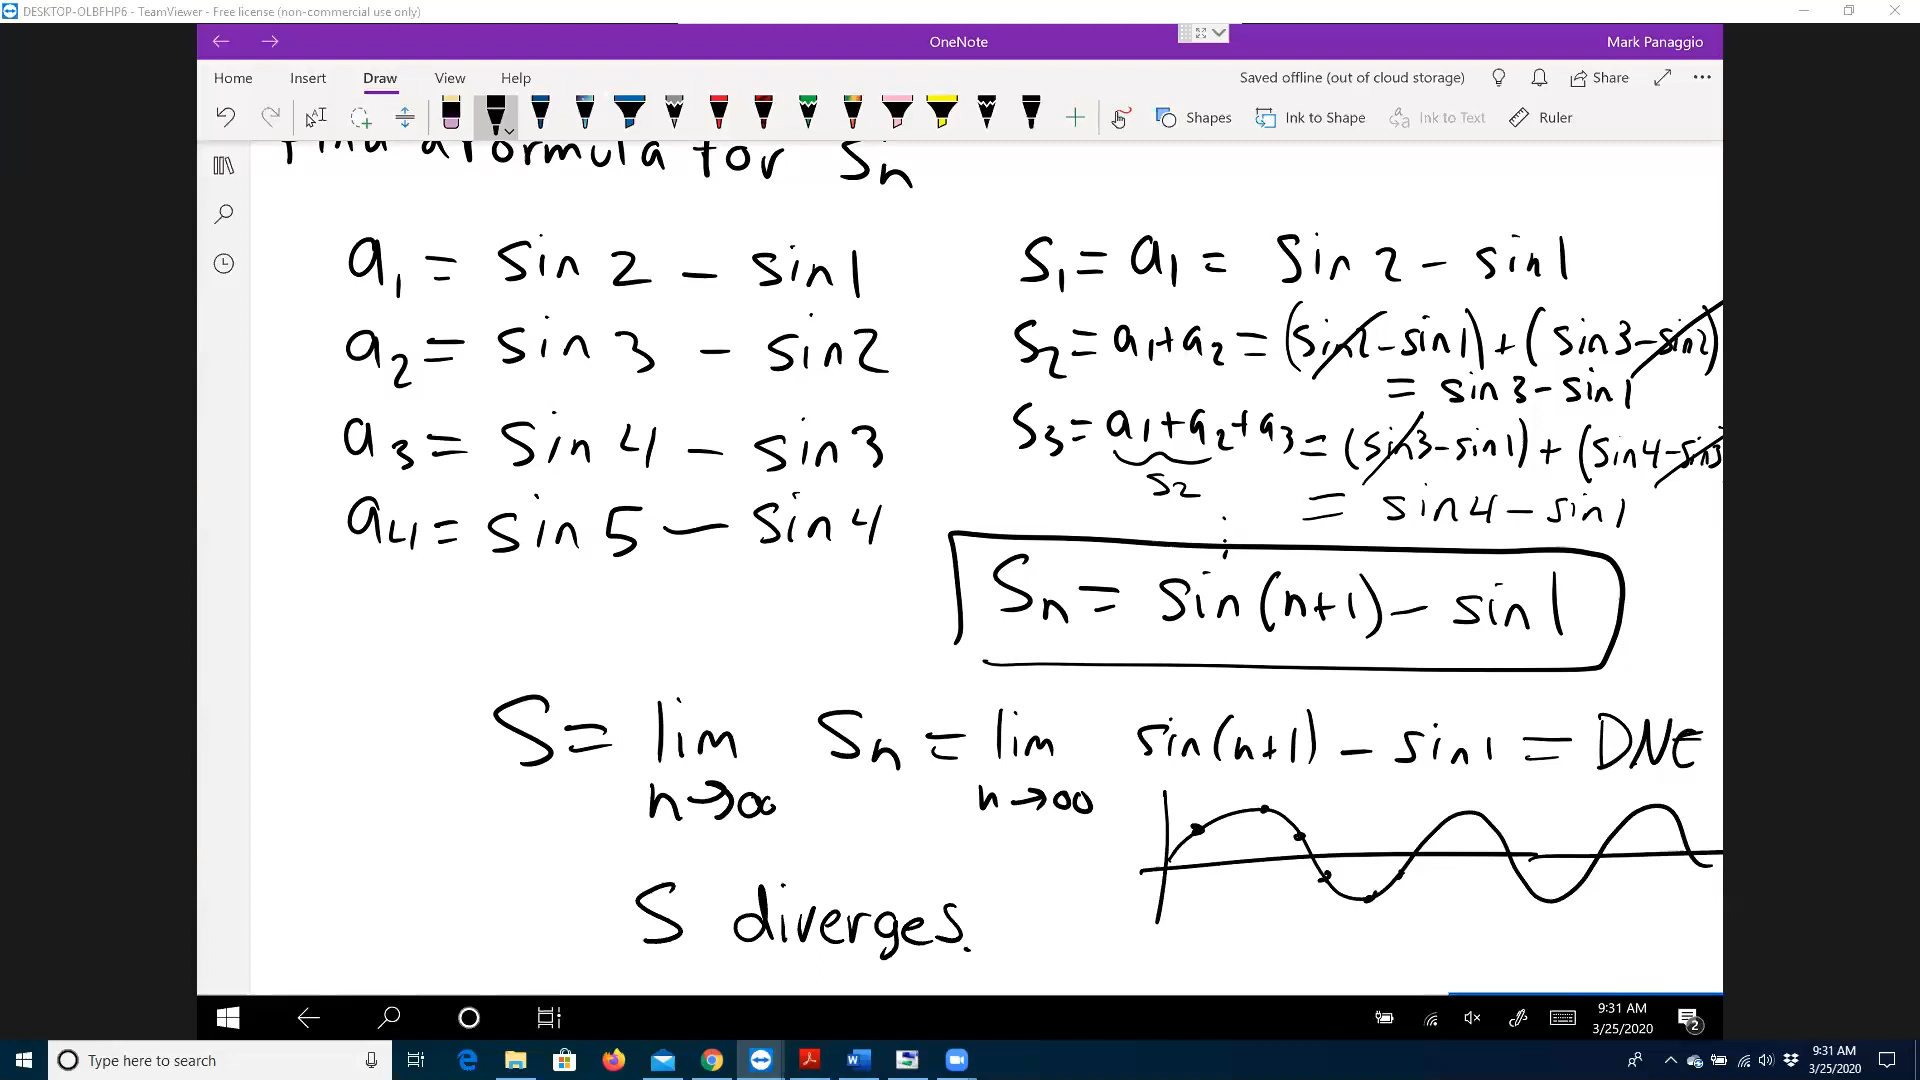 DESKTOP-OLBFHP6 - TeamViewer - Free license (non-commercial use only)
OneNote
Mark Panaggio
Home Insert Draw View Help
Saved offline (out of cloud storage)
Share
Shapes Ink to Shape Ink to Text Ruler
Find a formula for Sn
a1 = sin 2 - sin 1
a2 = sin 3 - sin 2
a3 = sin 4 - sin 3
a4 = sin 5 - sin 4
S1 = a1 = sin 2 - sin 1
S2 = a1 + a2 = (sin 2 - sin 1) + (sin 3 - sin 2)
= sin 3 - sin 1
S3 = a1 + a2 + a3 = (sin 3 - sin 1) + (sin 4 - sin 3
S2
= sin 4 - sin 1
Sn = sin(n+1) - sin 1
S = lim n→∞ Sn = lim n→∞ sin(n+1) - sin 1 = DNE
S diverges.
9:31 AM
3/25/2020
2
Type here to search
9:31 AM
3/25/2020